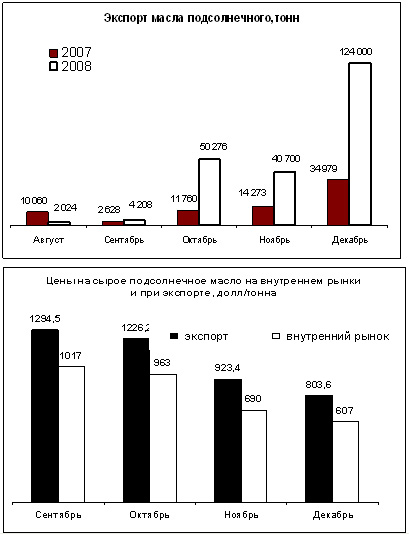 Экспорт масла подсолнечного,тонн
2007
2008
124 000
50 276
40 700
34 979
10 060
2 024
2 628
4 208
11 760
14 273
Август
Сентябрь
Октябрь
Ноябрь
Декабрь
Цены на сырое подсолнечное масло на внутреннем рынки
и при экспорте, долл/тонна
1294,5
1226,2
экспорт
внутренний рынок
1017
963
923,4
690
803,6
607
Сентябрь
Октябрь
Ноябрь
Декабрь